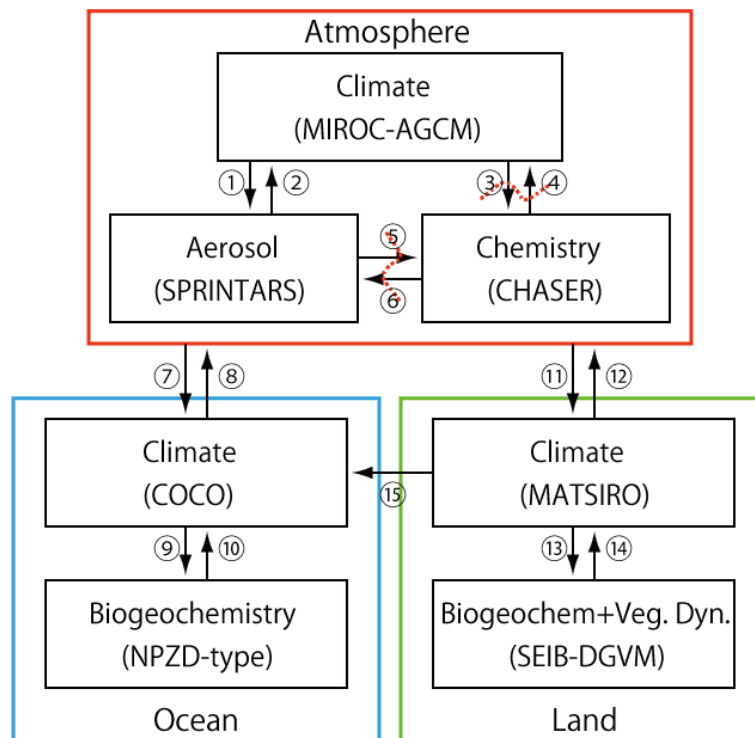 Atmosphere
Climate
(MIROC-AGCM)
① ② ③ ④
Aerosol
(SPRINTARS)
⑤
⑥
Chemistry
(CHASER)
⑦ ⑧ ⑪ ⑫
Climate
(COCO)
⑮
Climate
(MATSIRO)
⑨ ⑩ ⑬ ⑭
Biogeochemistry
(NPZD-type)
Biogeochem+Veg. Dyn.
(SEIB-DGVM)
Ocean
Land